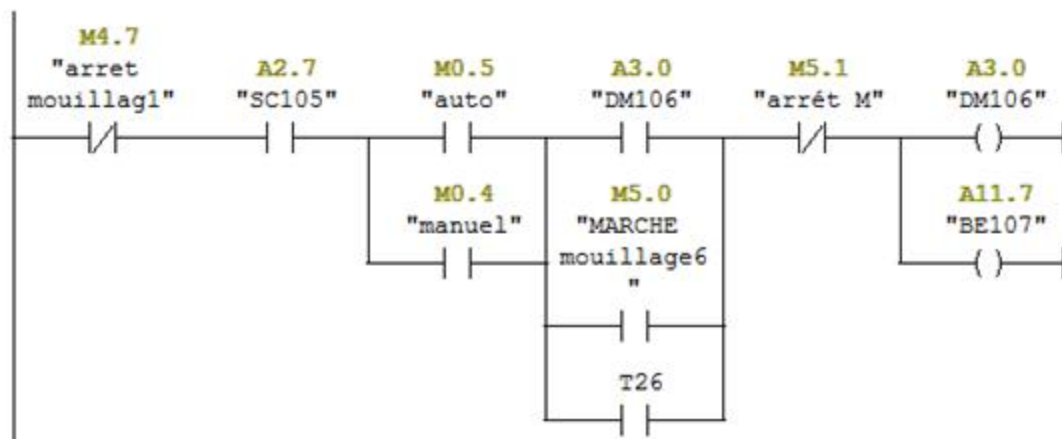 M4.7
"arret
mouillag1"
A2.7
"SC105"
M0.5
"auto"
A3.0
"DM106"
M5.1
"arrét M"
A3.0
"DM106"
M0.4
"manuel"
M5.0
"MARCHE
mouillage6
"
A11.7
"BE107"
T26